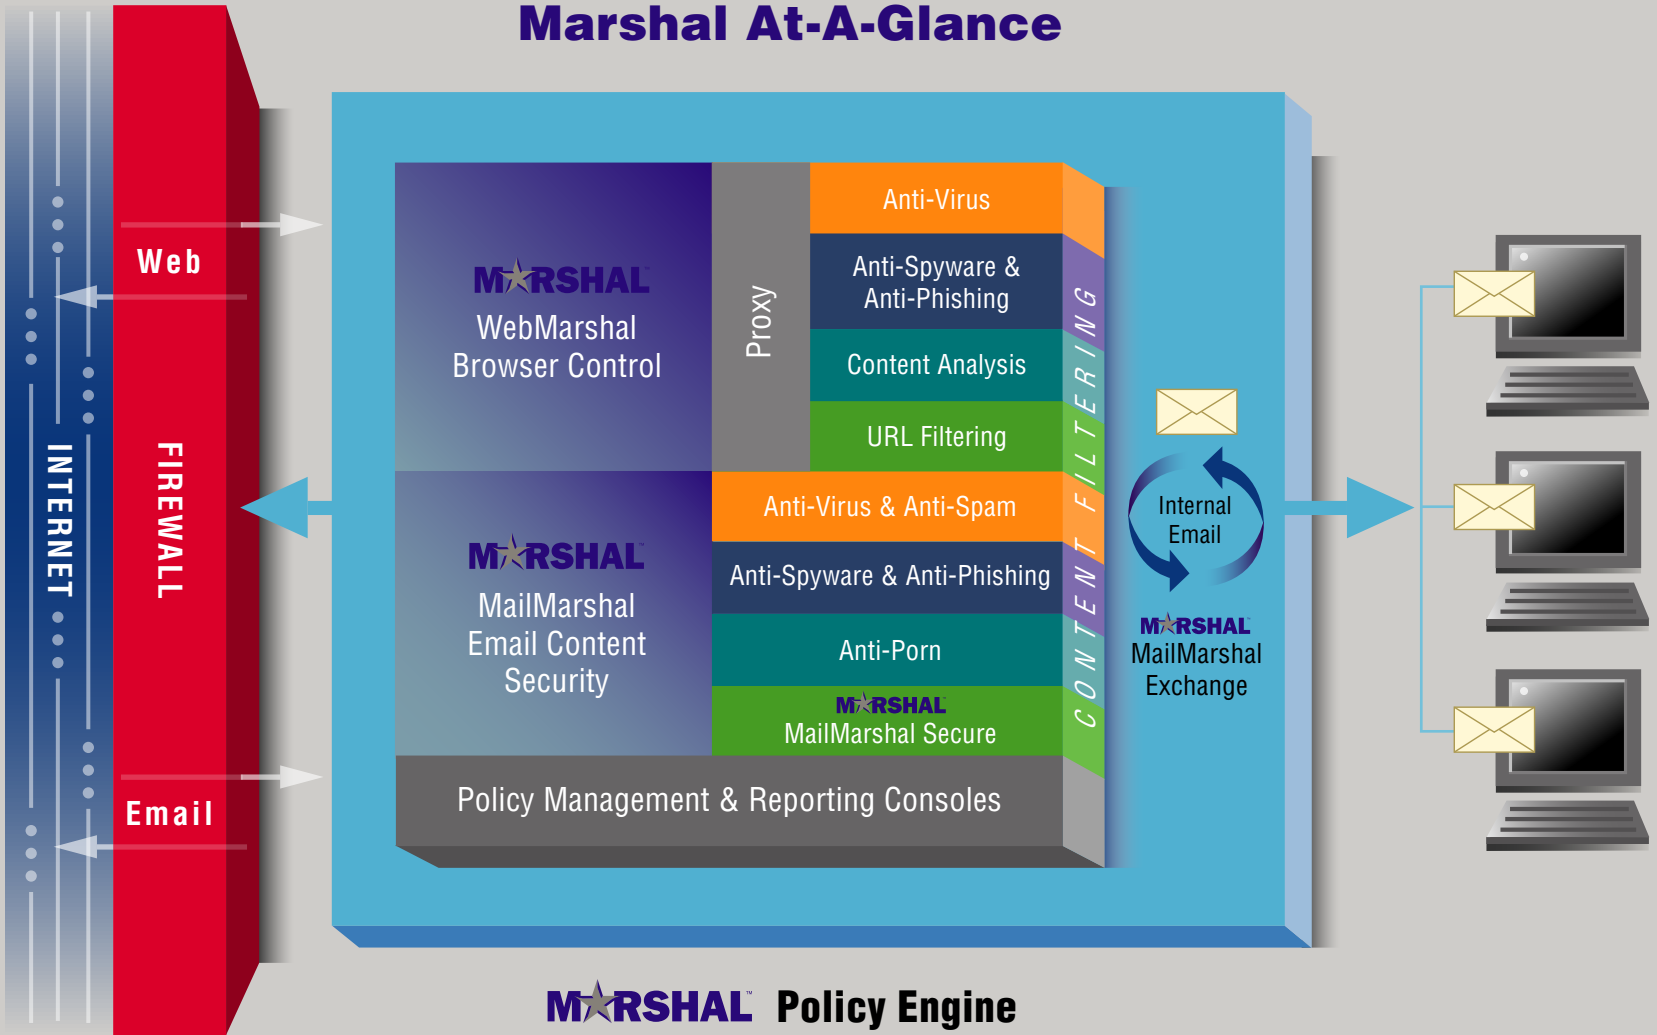 Marshal At-A-Glance
INTERNET
FIREWALL
Web
Email
MARSHAL
WebMarshal
Browser Control
Proxy
Anti-Virus
Anti-Spyware &
Anti-Phishing
Content Analysis
URL Filtering
MARSHAL
MailMarshal
Email Content
Security
Anti-Virus & Anti-Spam
Anti-Spyware & Anti-Phishing
Anti-Porn
MARSHAL
MailMarshal Secure
CONTENT FILTERING
Policy Management & Reporting Consoles
Internal
Email
MARSHAL
MailMarshal
Exchange
MARSHAL™ Policy Engine